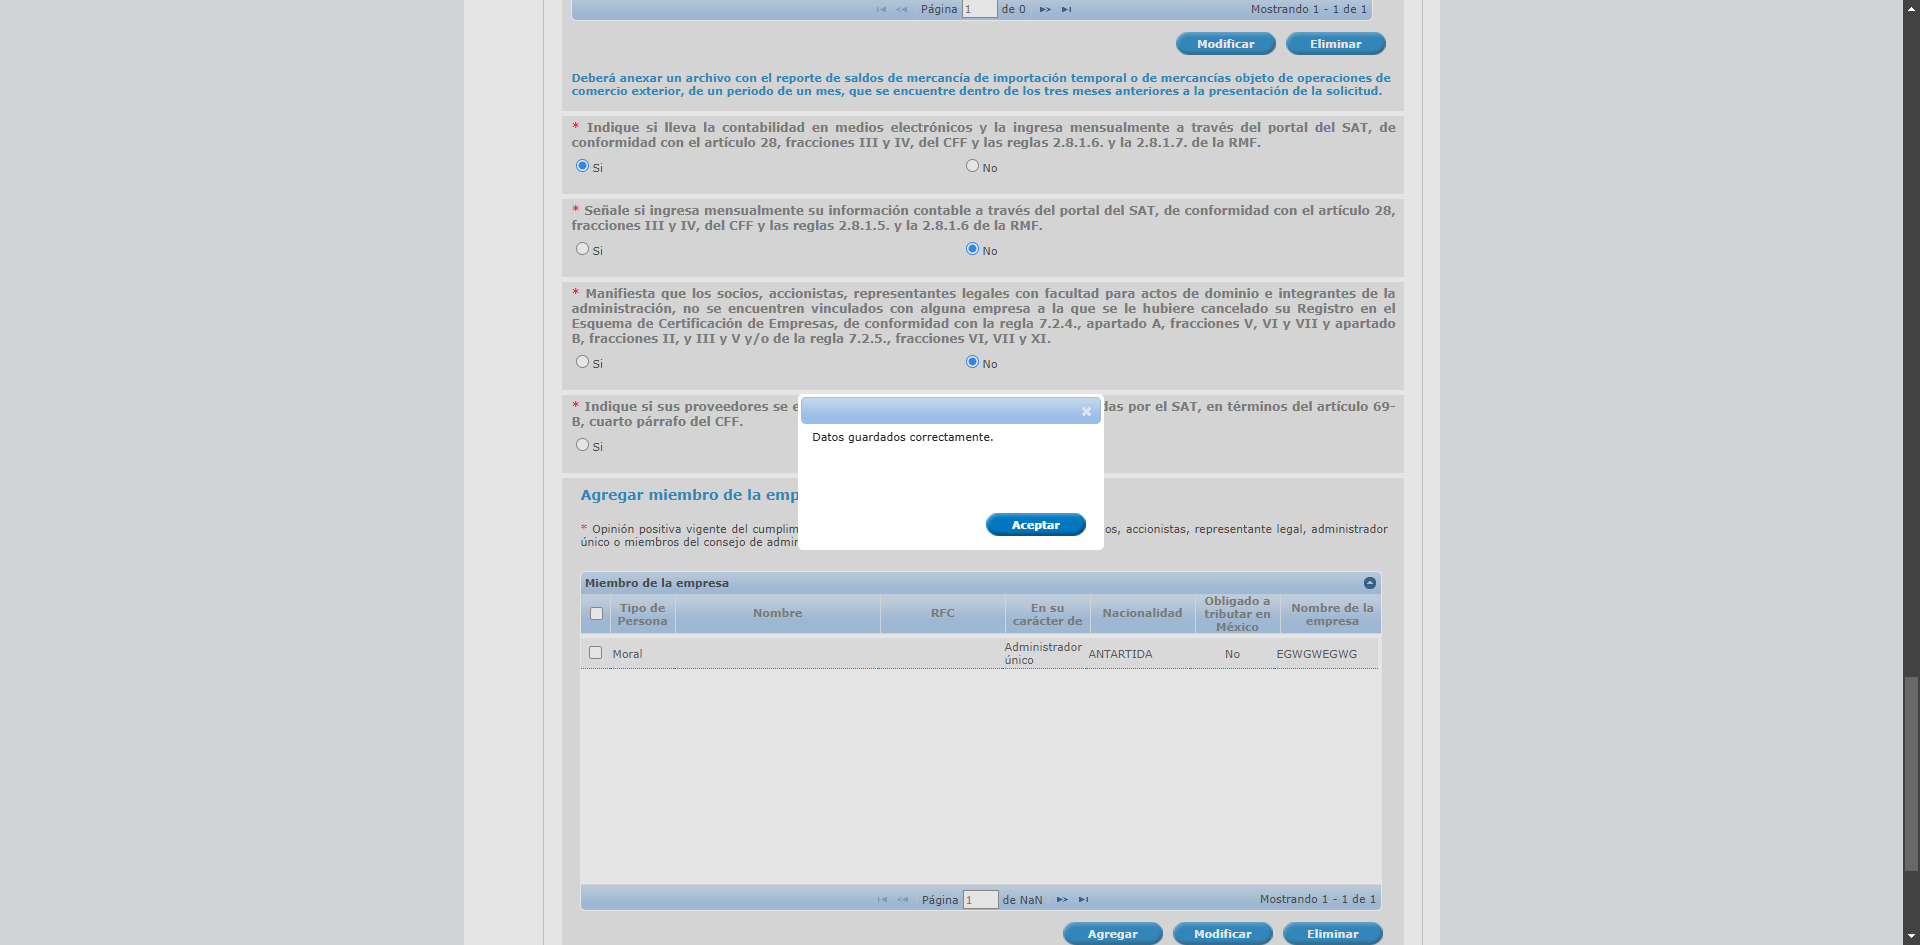 Página 1 de 0 Mostrando 1 - 1 de 1
Modificar Eliminar
Deberá anexar un archivo con el reporte de saldos de mercancía de importación temporal o de mercancías objeto de operaciones de
comercio exterior, de un periodo de un mes, que se encuentre dentro de los tres meses anteriores a la presentación de la solicitud.
* Indique si lleva la contabilidad en medios electrónicos y la ingresa mensualmente a través del portal del SAT, de
conformidad con el artículo 28, fracciones III y IV, del CFF y las reglas 2.8.1.6. y la 2.8.1.7. de la RMF.
Si No
* Señale si ingresa mensualmente su información contable a través del portal del SAT, de conformidad con el artículo 28,
fracciones III y IV, del CFF y las reglas 2.8.1.5. y la 2.8.1.6 de la RMF.
Si No
* Manifiesta que los socios, accionistas, representantes legales con facultad para actos de dominio e integrantes de la
administración, no se encuentren vinculados con alguna empresa a la que se le hubiere cancelado su Registro en el
Esquema de Certificación de Empresas, de conformidad con la regla 7.2.4., apartado A, fracciones V, VI y VII y apartado
B, fracciones II, y III y V y/o de la regla 7.2.5., fracciones VI, VII y XI.
Si No
* Indique si sus proveedores se e das por el SAT, en términos del artículo 69-
B, cuarto párrafo del CFF.
Si
Datos guardados correctamente.
Aceptar
Agregar miembro de la emp
* Opinión positiva vigente del cumplim os, accionistas, representante legal, administrador
único o miembros del consejo de admir
Miembro de la empresa
Tipo de Persona Nombre RFC En su carácter de Nacionalidad Obligado a tributar en México Nombre de la empresa
Moral Administrador único ANTARTIDA No EGWGWEGWG
Página 1 de NaN Mostrando 1 - 1 de 1
Agregar Modificar Eliminar